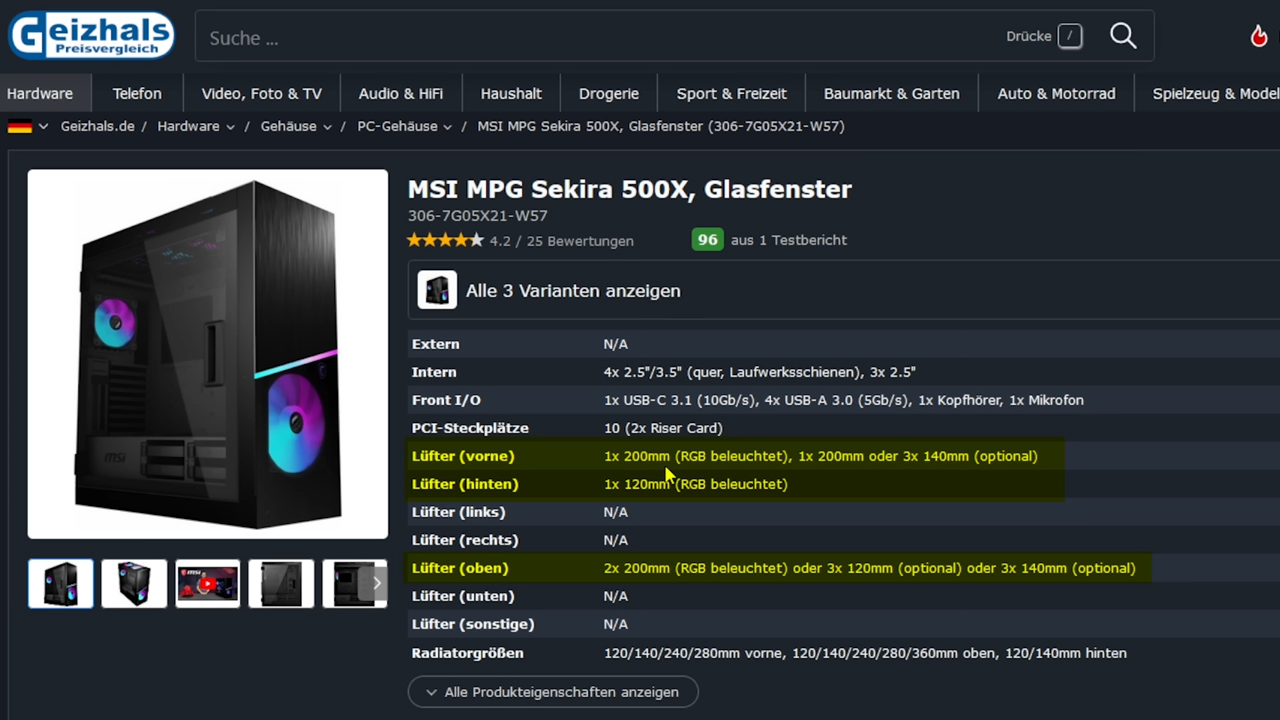 Geizhals
Preisvergleich
Suche ...
Drücke /
Hardware
Telefon
Video, Foto & TV
Audio & HiFi
Haushalt
Drogerie
Sport & Freizeit
Baumarkt & Garten
Auto & Motorrad
Spielzeug & Model
Geizhals.de / Hardware / Gehäuse / PC-Gehäuse / MSI MPG Sekira 500X, Glasfenster (306-7G05X21-W57)
MSI MPG Sekira 500X, Glasfenster
306-7G05X21-W57
4.2 / 25 Bewertungen
96 aus 1 Testbericht
Alle 3 Varianten anzeigen
Extern N/A
Intern 4x 2.5"/3.5" (quer, Laufwerksschienen), 3x 2.5"
Front I/O 1x USB-C 3.1 (10Gb/s), 4x USB-A 3.0 (5Gb/s), 1x Kopfhörer, 1x Mikrofon
PCI-Steckplätze 10 (2x Riser Card)
Lüfter (vorne) 1x 200mm (RGB beleuchtet), 1x 200mm oder 3x 140mm (optional)
Lüfter (hinten) 1x 120mm (RGB beleuchtet)
Lüfter (links) N/A
Lüfter (rechts) N/A
Lüfter (oben) 2x 200mm (RGB beleuchtet) oder 3x 120mm (optional) oder 3x 140mm (optional)
Lüfter (unten) N/A
Lüfter (sonstige) N/A
Radiatorgrößen 120/140/240/280mm vorne, 120/140/240/280/360mm oben, 120/140mm hinten
Alle Produkteigenschaften anzeigen
msi
msi